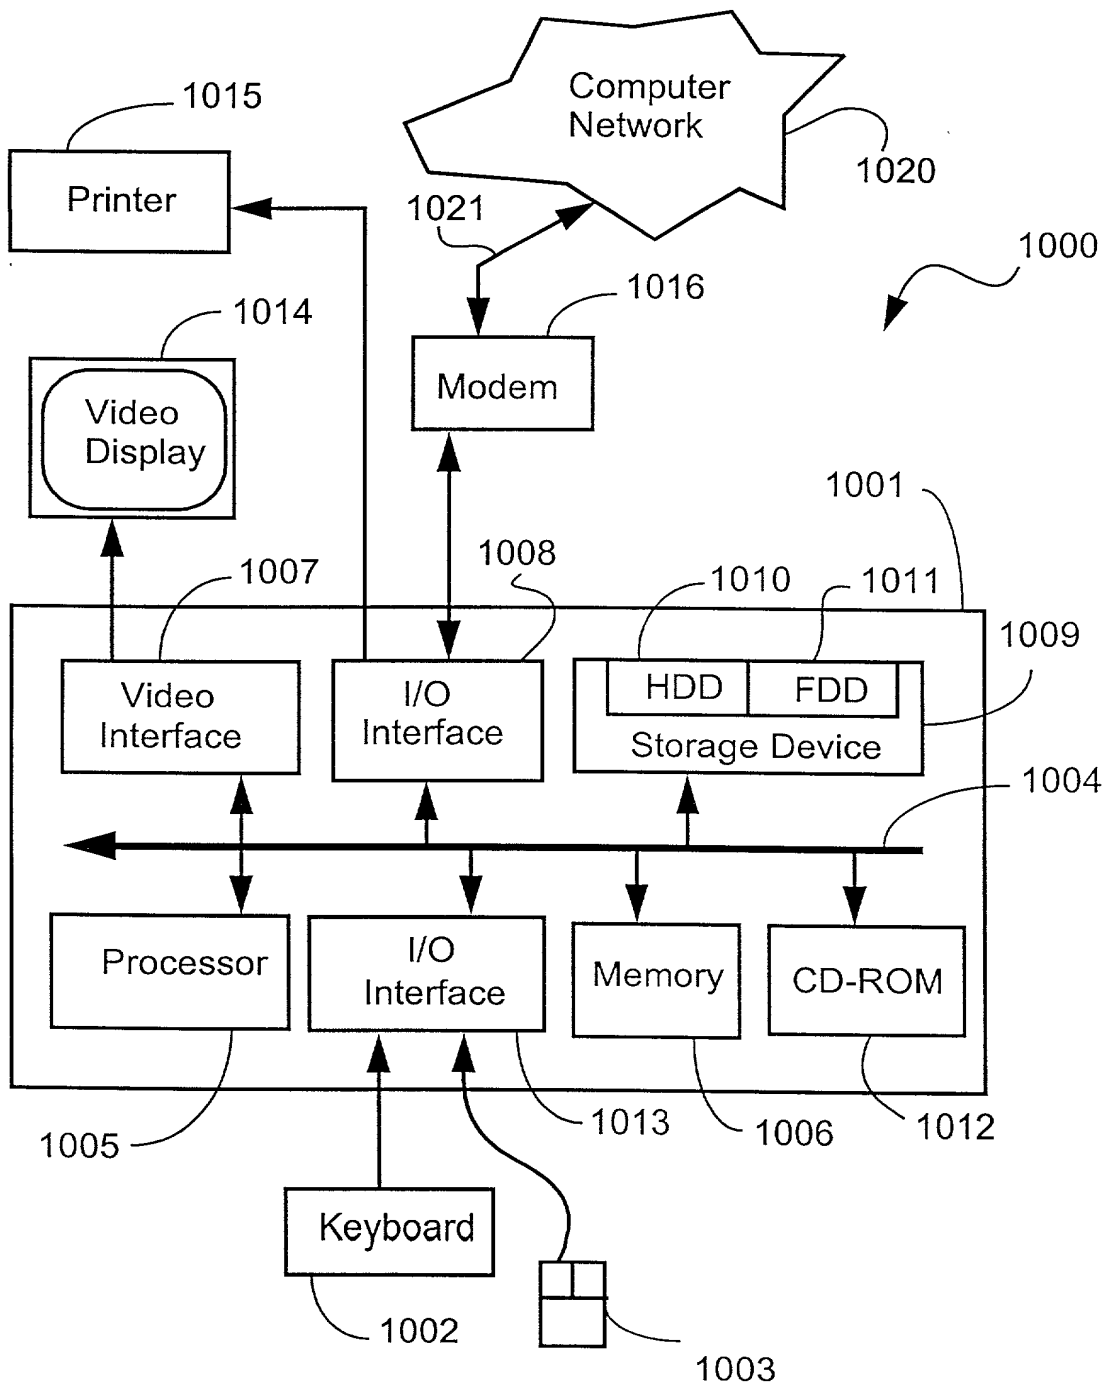 1015
Computer
Network
1020
Printer
1021
1000
1016
1014
Modem
Video
Display
1001
1008
1007
1010
1011
1009
Video
Interface
I/O
Interface
HDD
FDD
Storage Device
1004
Processor
I/O
Interface
Memory
CD-ROM
1005
1013
1006
1012
Keyboard
1002
1003